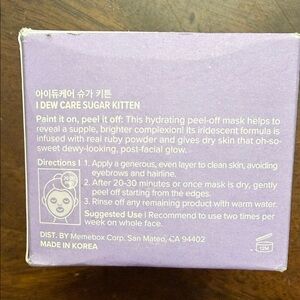 아이듀케어 슈가 키튼
I DEW CARE SUGAR KITTEN
Paint it on, peel it off: This hydrating peel-off mask helps to
reveal a supple, brighter complexion! Its iridescent formula is
infused with real ruby powder and gives dry skin that oh-so-
sweet dewy-looking, post-facial glow.
Directions | 1. Apply a generous, even layer to clean skin, avoiding
eyebrows and hairline.
2. After 20-30 minutes or once mask is dry, gently
peel off starting from the edges.
3. Rinse off any remaining product with warm water.
Suggested Use | Recommend to use two times per
week on whole face.
DIST. BY Memebox Corp. San Mateo, CA 94402
MADE IN KOREA
12M